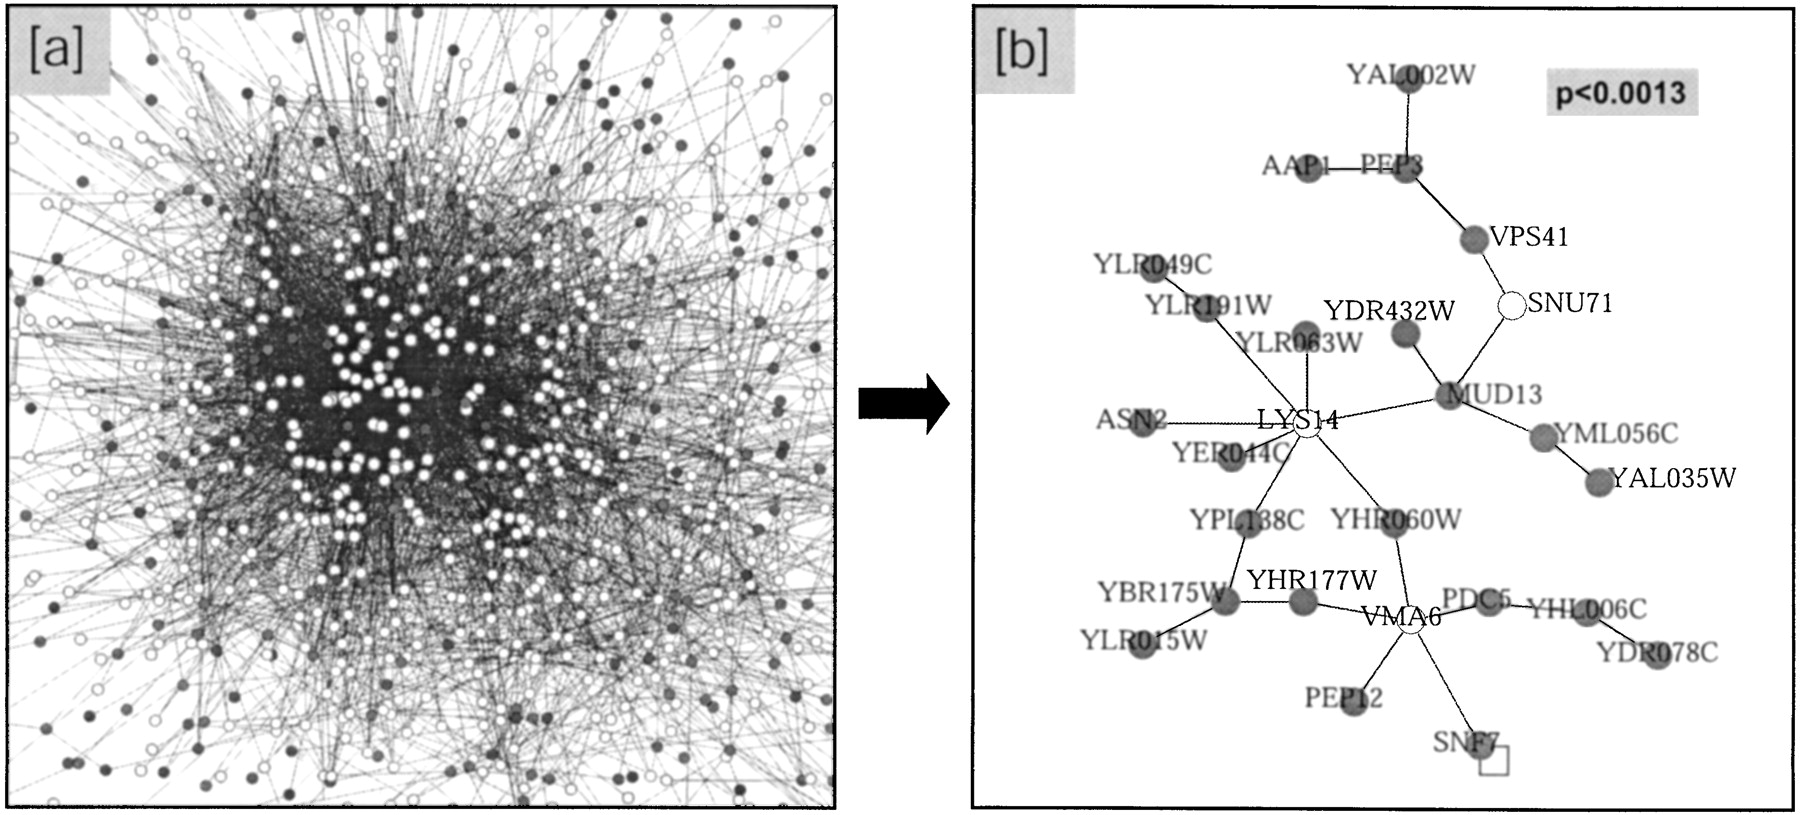 [a]
[b]
YAL002W
p<0.0013
AAP1
PEP3
VPS41
YLR049C
YLR191W
YDR432W
SNU71
YLR063W
MUD13
ASN2
LYS14
YML056C
YER044C
YAL035W
YPL138C
YHR060W
YHR177W
YBR175W
PDC5
YHL006C
VMA6
YLR015W
YDR078C
PEP12
SNF7